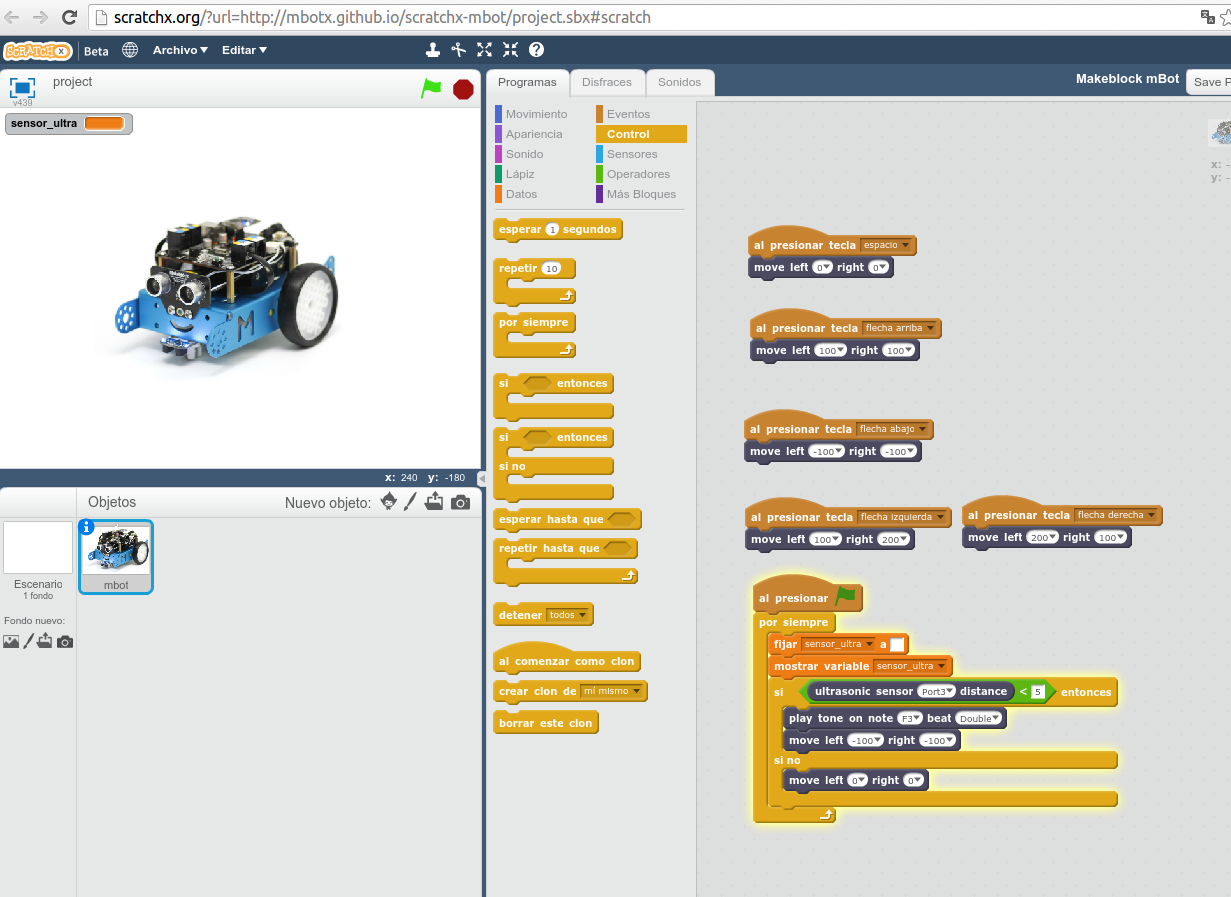 scratchx.org/?url=http://mbotx.github.io/scratchx-mbot/project.sbx#scratch
SCRATCH X Beta Archivo Editar
v439 project
Programas Disfraces Sonidos
Makeblock mBot Save P
sensor_ultra
Movimiento Eventos
Apariencia Control
Sonido Sensores
Lápiz Operadores
Datos Más Bloques
esperar 1 segundos
repetir 10
por siempre
si entonces
si entonces
si no
esperar hasta que
repetir hasta que
detener todos
al comenzar como clon
crear clon de mí mismo
borrar este clon
x: -
y: -
al presionar tecla espacio
move left 0 right 0
al presionar tecla flecha arriba
move left 100 right 100
al presionar tecla flecha abajo
move left -100 right -100
al presionar tecla flecha izquierda
move left 100 right 200
al presionar tecla flecha derecha
move left 200 right 100
al presionar
por siempre
fijar sensor_ultra a
mostrar variable sensor_ultra
si ultrasonic sensor Port3 distance < 5 entonces
play tone on note F3 beat Double
move left -100 right -100
si no
move left 0 right 0
x: 240 y: -180
Objetos Nuevo objeto:
Escenario
1 fondo
mbot
Fondo nuevo: